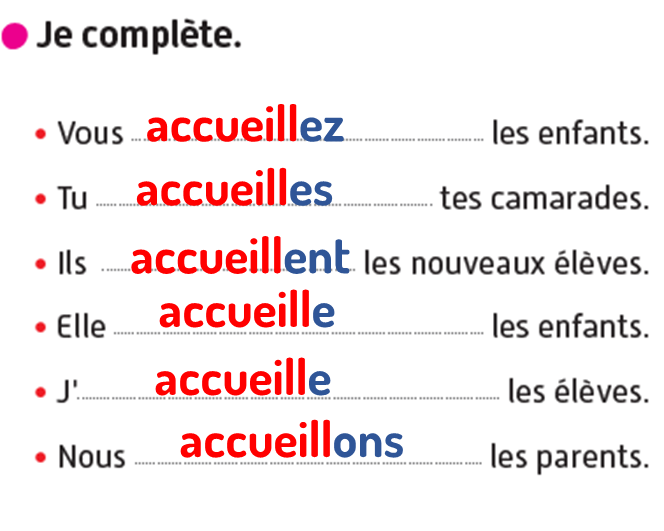 Je complète.
• Vous accueillez les enfants.
• Tu accueilles tes camarades.
• Ils accueillent les nouveaux élèves.
• Elle accueille les enfants.
• J'accueille les élèves.
• Nous accueillons les parents.